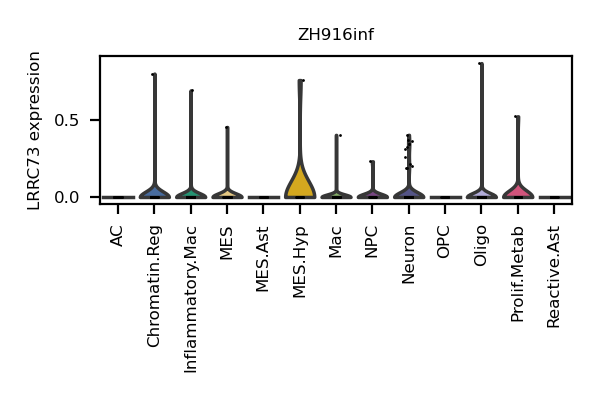 ZH916inf
LRRC73 expression
0.5
0.0
AC
Chromatin.Reg
Inflammatory.Mac
MES
MES.Ast
MES.Hyp
Mac
NPC
Neuron
OPC
Oligo
Prolif.Metab
Reactive.Ast